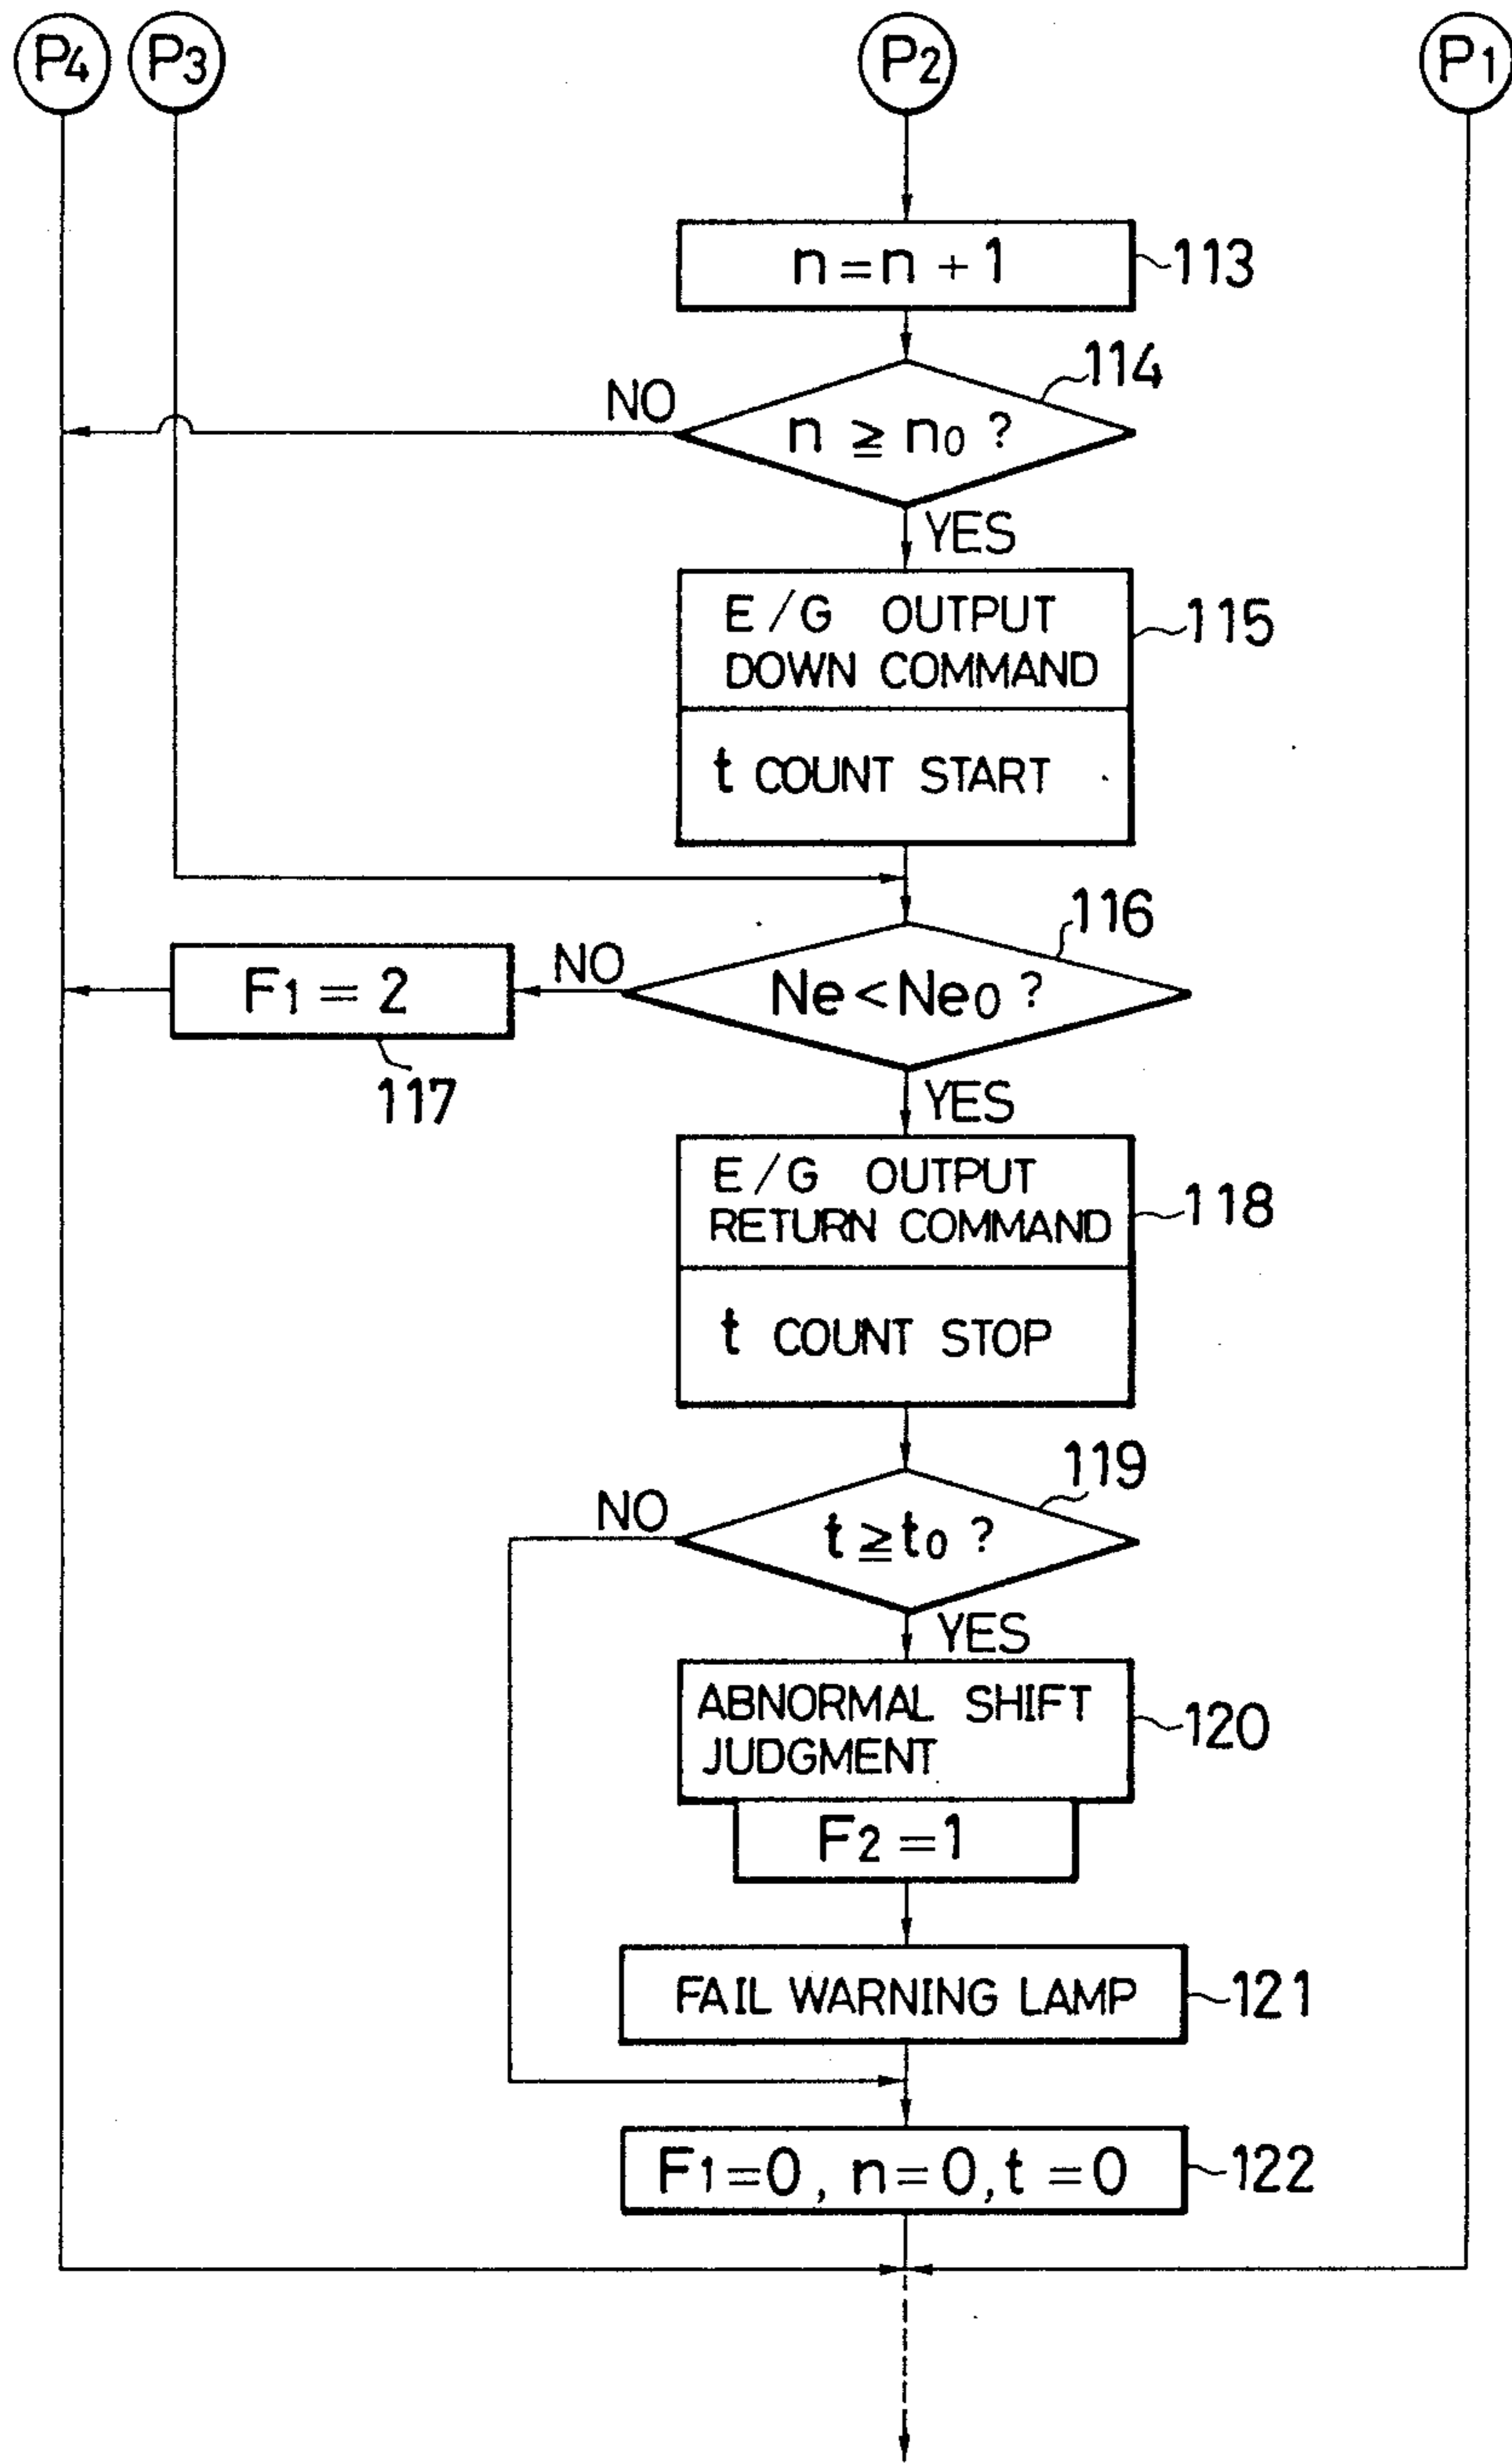 P4 P3 P2 P1
n = n + 1
113
114
NO
n ≧ n0 ?
YES
E/G OUTPUT
DOWN COMMAND
115
t COUNT START
116
NO
F1 = 2
Ne < Ne0 ?
117
YES
E/G OUTPUT
RETURN COMMAND
118
t COUNT STOP
119
NO
t ≧ t0 ?
YES
ABNORMAL SHIFT
JUDGMENT
120
F2 = 1
FAIL WARNING LAMP
121
F1=0, n=0, t=0
122